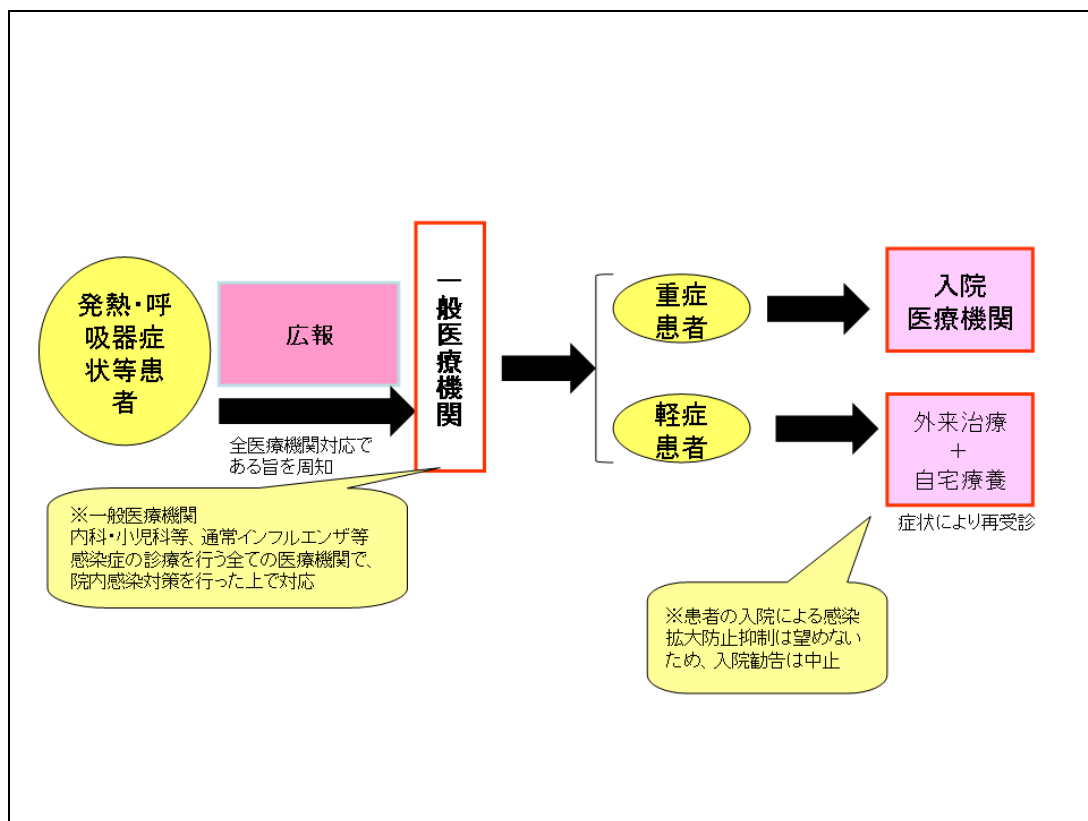 発熱・呼
吸器症
状等患
者
広報
全医療機関対応で
ある旨を周知
一般医療機関
※一般医療機関
内科・小児科等、通常インフルエンザ等
感染症の診療を行う全ての医療機関で、
院内感染対策を行った上で対応
重症
患者
入院
医療機関
軽症
患者
外来治療
+
自宅療養
症状により再受診
※患者の入院による感染
拡大防止抑制は望めない
ため、入院勧告は中止